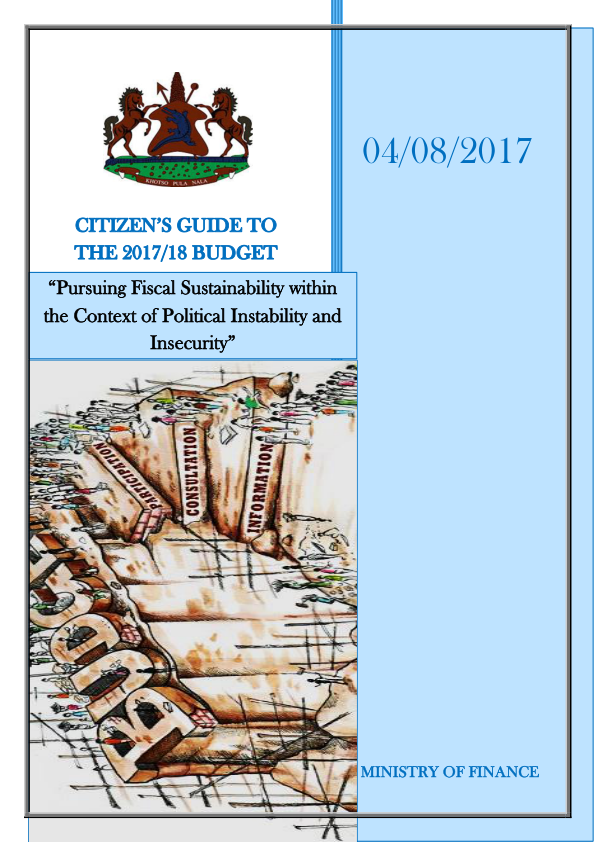 04/08/2017
KHOTSO PULA NALA
CITIZEN'S GUIDE TO
THE 2017/18 BUDGET
“Pursuing Fiscal Sustainability within
the Context of Political Instability and
Insecurity”
PARTICIPATION
CONSULTATION
INFORMATION
BUDGET
MINISTRY OF FINANCE